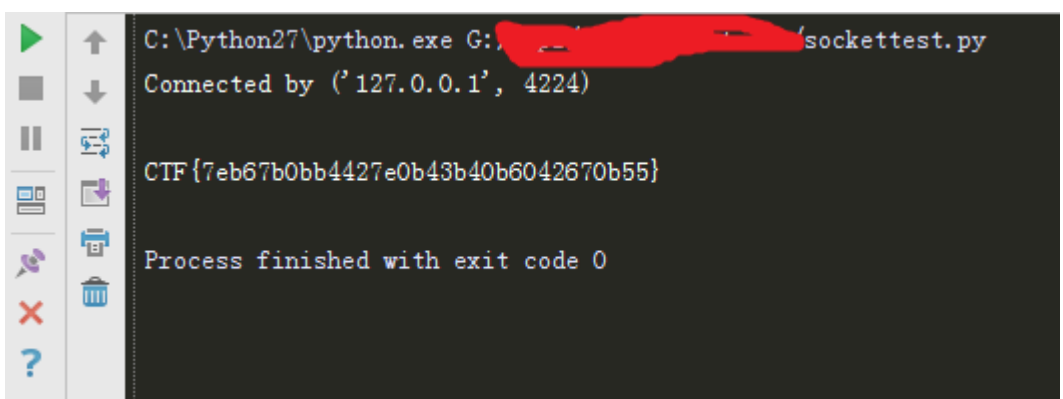 C:\Python27\python.exe G:/ /sockettest.py
Connected by ('127.0.0.1', 4224)
CTF{7eb67b0bb4427e0b43b40b6042670b55}
Process finished with exit code 0
?